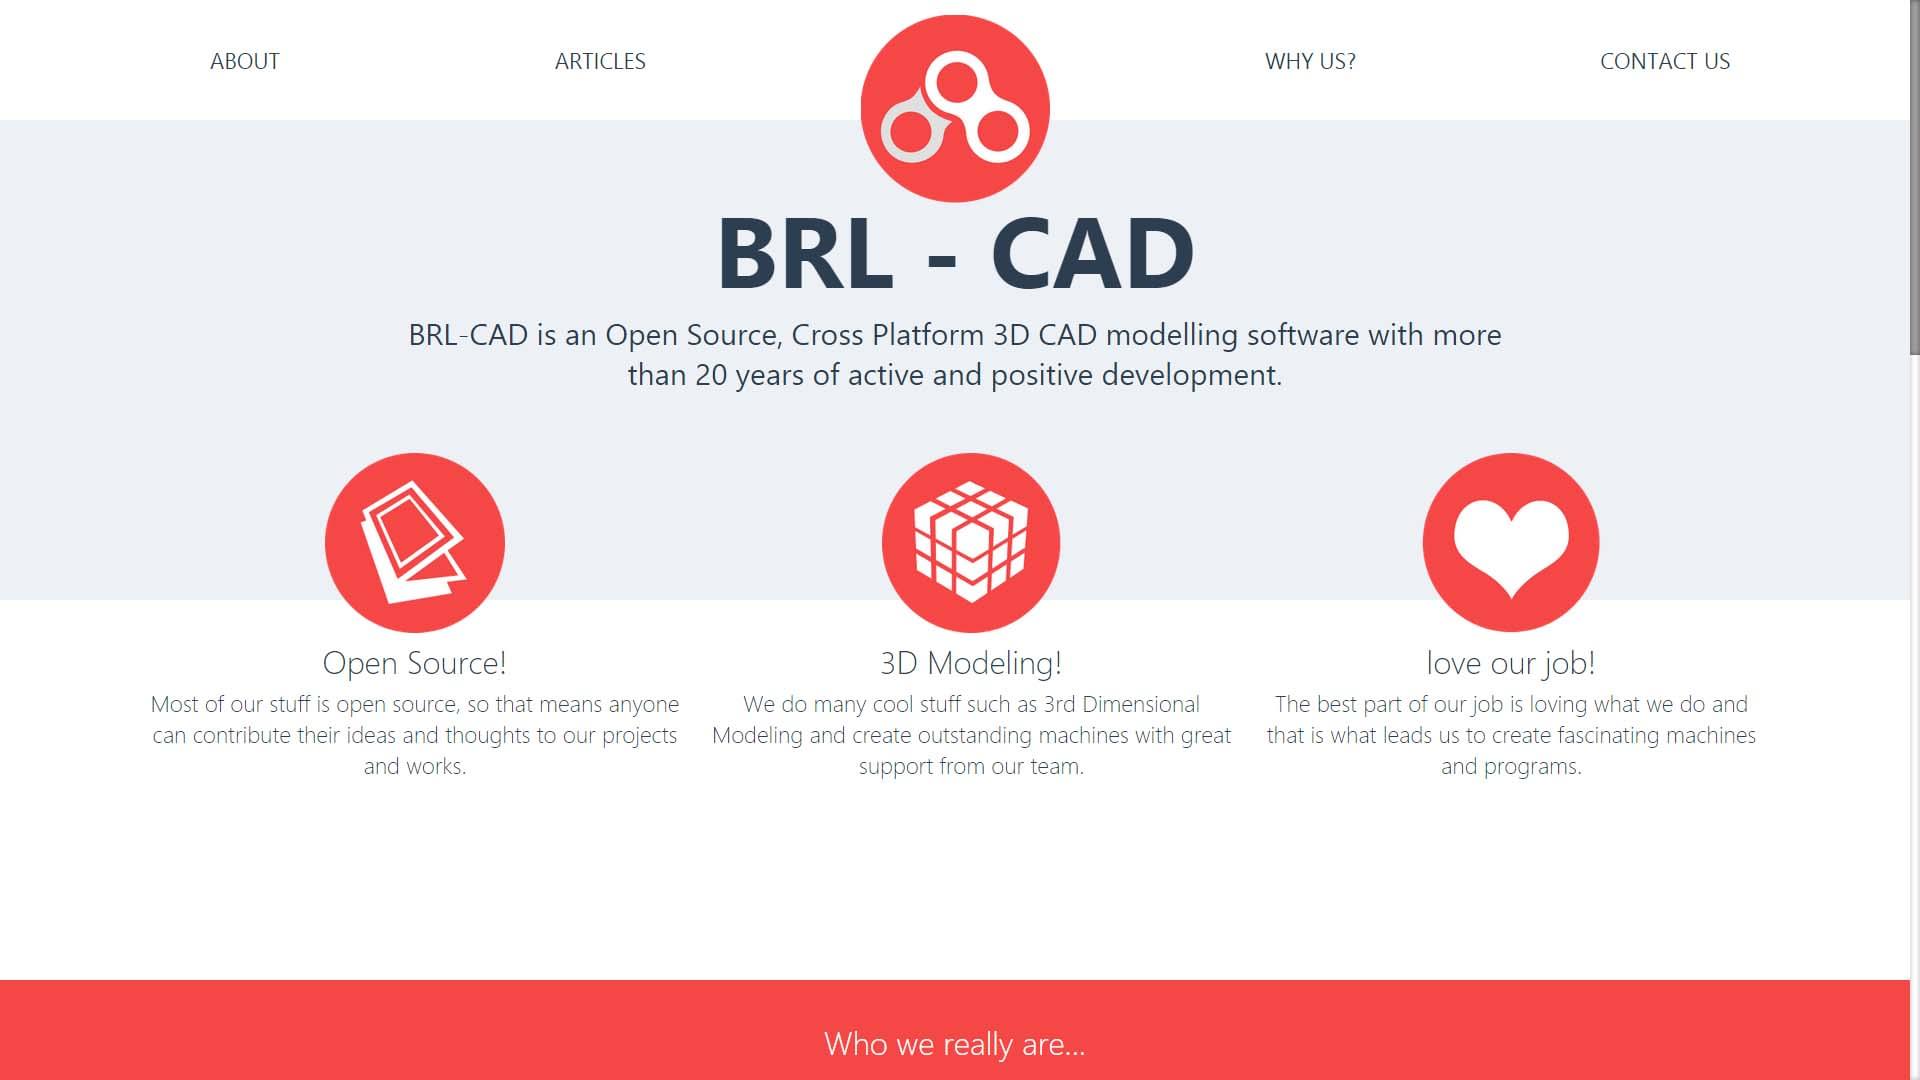 ABOUT
ARTICLES
WHY US?
CONTACT US
BRL - CAD
BRL-CAD is an Open Source, Cross Platform 3D CAD modelling software with more
than 20 years of active and positive development.
Open Source!
Most of our stuff is open source, so that means anyone
can contribute their ideas and thoughts to our projects
and works.
3D Modeling!
We do many cool stuff such as 3rd Dimensional
Modeling and create outstanding machines with great
support from our team.
love our job!
The best part of our job is loving what we do and
that is what leads us to create fascinating machines
and programs.
Who we really are...